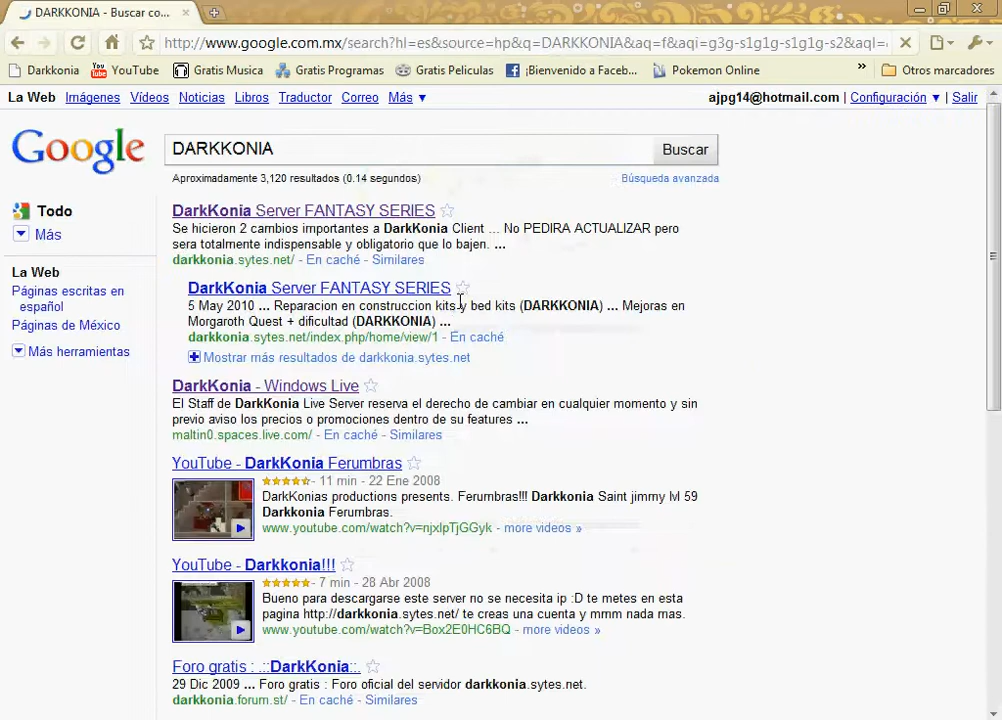 DARKKONIA - Buscar co...
http://www.google.com.mx/search?hl=es&source=hp&q=DARKKONIA&aq=f&aqi=g3g-s1g1g-s1g1g-s2&aql=
Darkkonia YouTube Gratis Musica Gratis Programas Gratis Peliculas ¡Bienvenido a Faceb... Pokemon Online » Otros marcadores
La Web Imágenes Vídeos Noticias Libros Traductor Correo Más ▼ ajpg14@hotmail.com | Configuración ▼ | Salir
Google DARKKONIA Buscar
Aproximadamente 3,120 resultados (0.14 segundos) Búsqueda avanzada
Todo
Más
La Web
Páginas escritas en
español
Páginas de México
Más herramientas
DarkKonia Server FANTASY SERIES
Se hicieron 2 cambios importantes a DarkKonia Client ... No PEDIRA ACTUALIZAR pero
sera totalmente indispensable y obligatorio que lo bajen. ...
darkkonia.sytes.net/ - En caché - Similares
DarkKonia Server FANTASY SERIES
5 May 2010 ... Reparacion en construccion kits y bed kits (DARKKONIA) ... Mejoras en
Morgaroth Quest + dificultad (DARKKONIA) ...
darkkonia.sytes.net/index.php/home/view/1 - En caché
Mostrar más resultados de darkkonia.sytes.net
DarkKonia - Windows Live
El Staff de DarkKonia Live Server reserva el derecho de cambiar en cualquier momento y sin
previo aviso los precios o promociones dentro de su features ...
maltin0.spaces.live.com/ - En caché - Similares
YouTube - DarkKonia Ferumbras
11 min - 22 Ene 2008
DarkKonias productions presents. Ferumbras!!! Darkkonia Saint jimmy lvl 59
Darkkonia Ferumbras.
www.youtube.com/watch?v=njxlpTjGGyk - more videos »
YouTube - Darkkonia!!!
7 min - 28 Abr 2008
Bueno para descargarse este server no se necesita ip :D te metes en esta
pagina http://darkkonia.sytes.net/ te creas una cuenta y mmm nada mas.
www.youtube.com/watch?v=Box2E0HC6BQ - more videos »
Foro gratis : .::DarkKonia::.
29 Dic 2009 ... Foro gratis : Foro oficial del servidor darkkonia.sytes.net.
darkkonia.forum.st/ - En caché - Similares